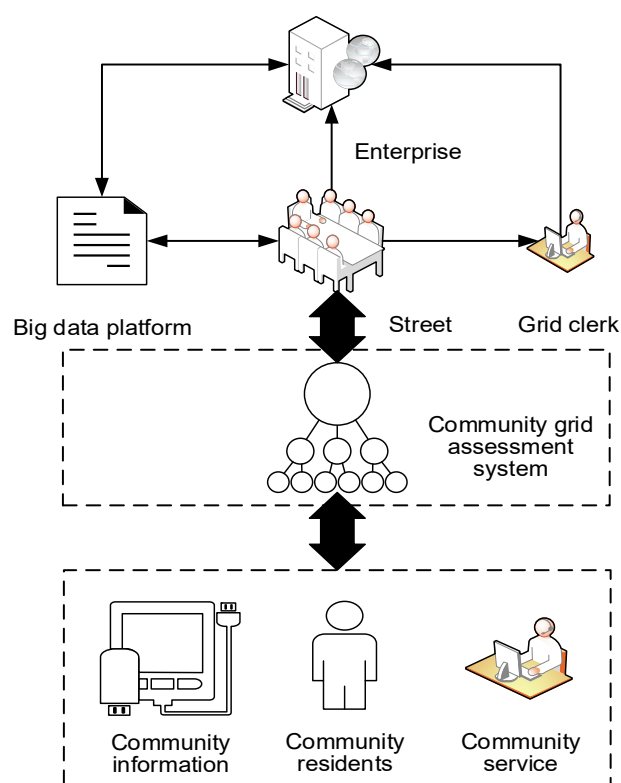 Enterprise
Big data platform
Street
Grid clerk
Community grid
assessment
system
Community
information
Community
residents
Community
service